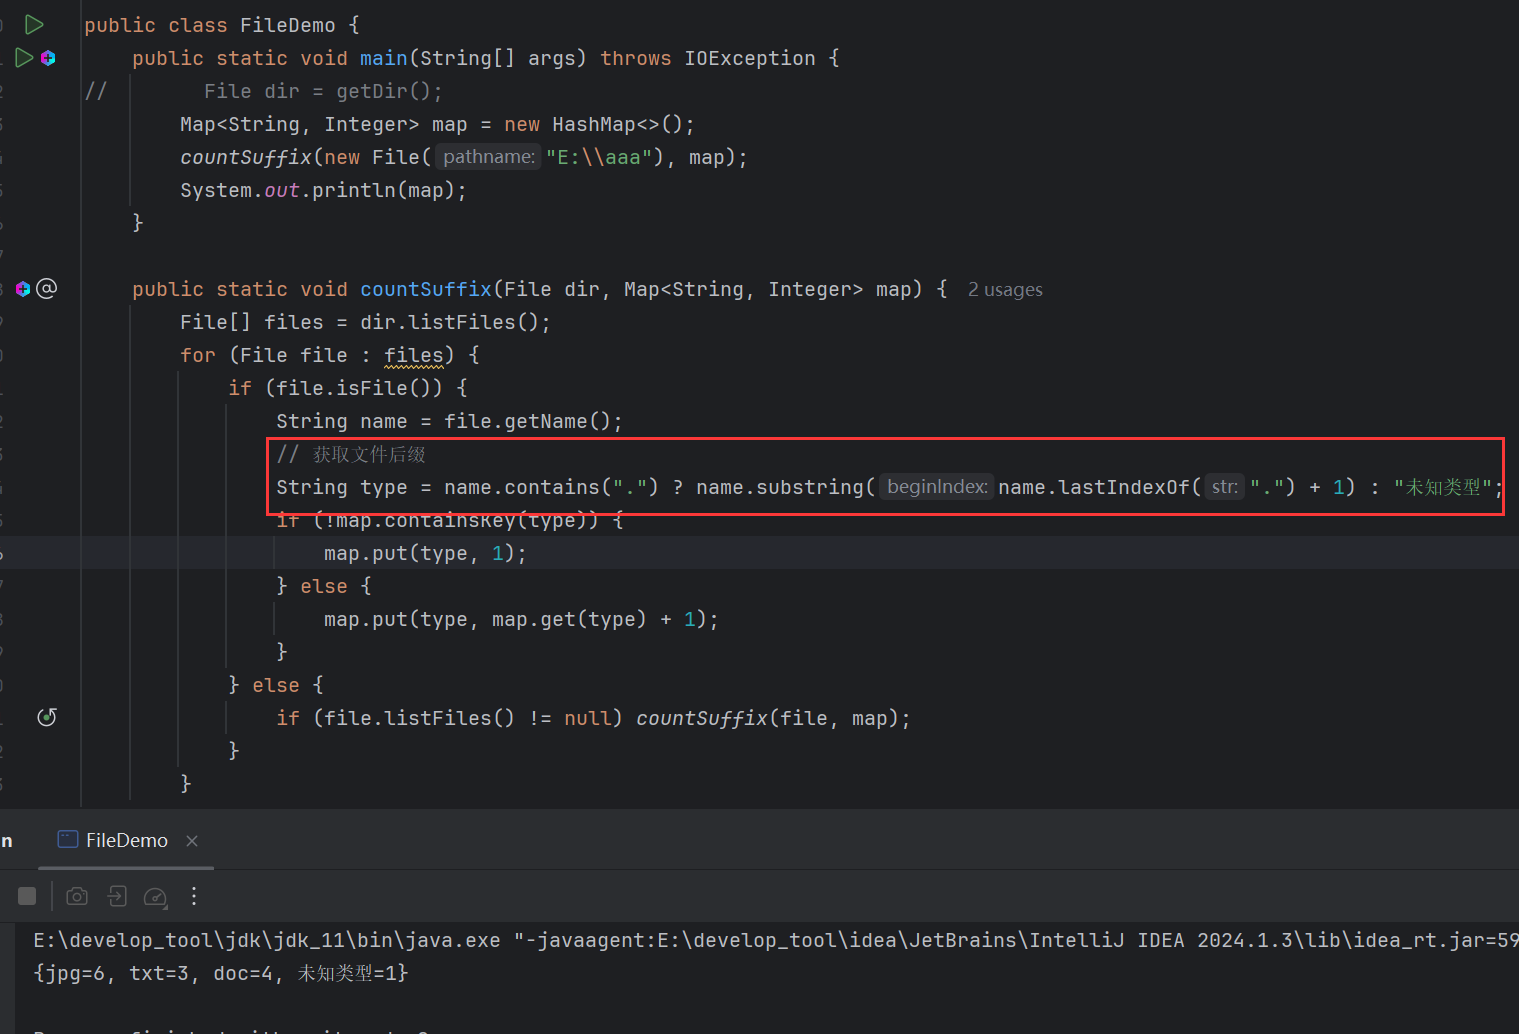 public class FileDemo {
public static void main(String[] args) throws IOException {
// File dir = getDir();
Map<String, Integer> map = new HashMap<>();
countSuffix(new File( pathname: "E:\\aaa"), map);
System.out.println(map);
}
public static void countSuffix(File dir, Map<String, Integer> map) { 2 usages
File[] files = dir.listFiles();
for (File file : files) {
if (file.isFile()) {
String name = file.getName();
// 获取文件后缀
String type = name.contains(".") ? name.substring( beginIndex: name.lastIndexOf( str: ".") + 1) : "未知类型";
if (!map.containsKey(type)) {
map.put(type, 1);
} else {
map.put(type, map.get(type) + 1);
}
} else {
if (file.listFiles() != null) countSuffix(file, map);
}
}
n FileDemo ×
E:\develop_tool\jdk\jdk_11\bin\java.exe "-javaagent:E:\develop_tool\idea\JetBrains\IntelliJ IDEA 2024.1.3\lib\idea_rt.jar=59
{jpg=6, txt=3, doc=4, 未知类型=1}